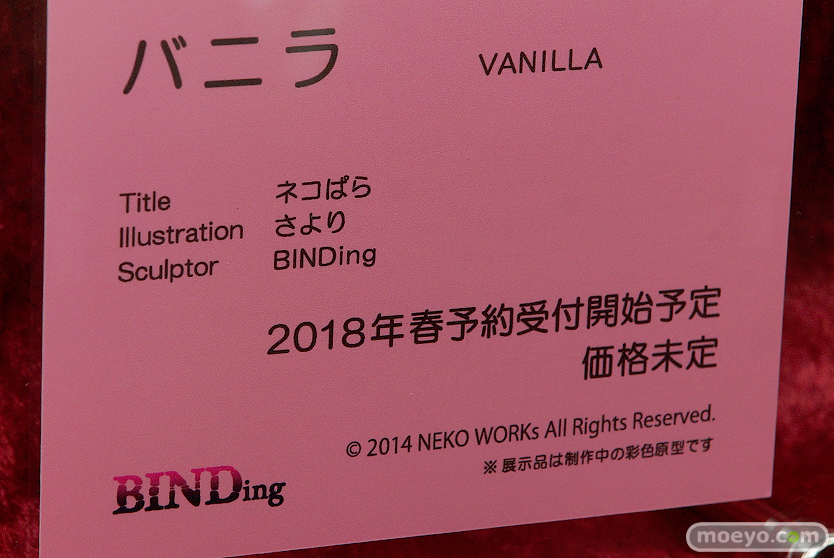 バニラ VANILLA
Title ネコぱら
Illustration さより
Sculptor BINDing
2018年春予約受付開始予定
価格未定
© 2014 NEKO WORKs All Rights Reserved.
※展示品は制作中の彩色原型です
BINDing
moeyo.com